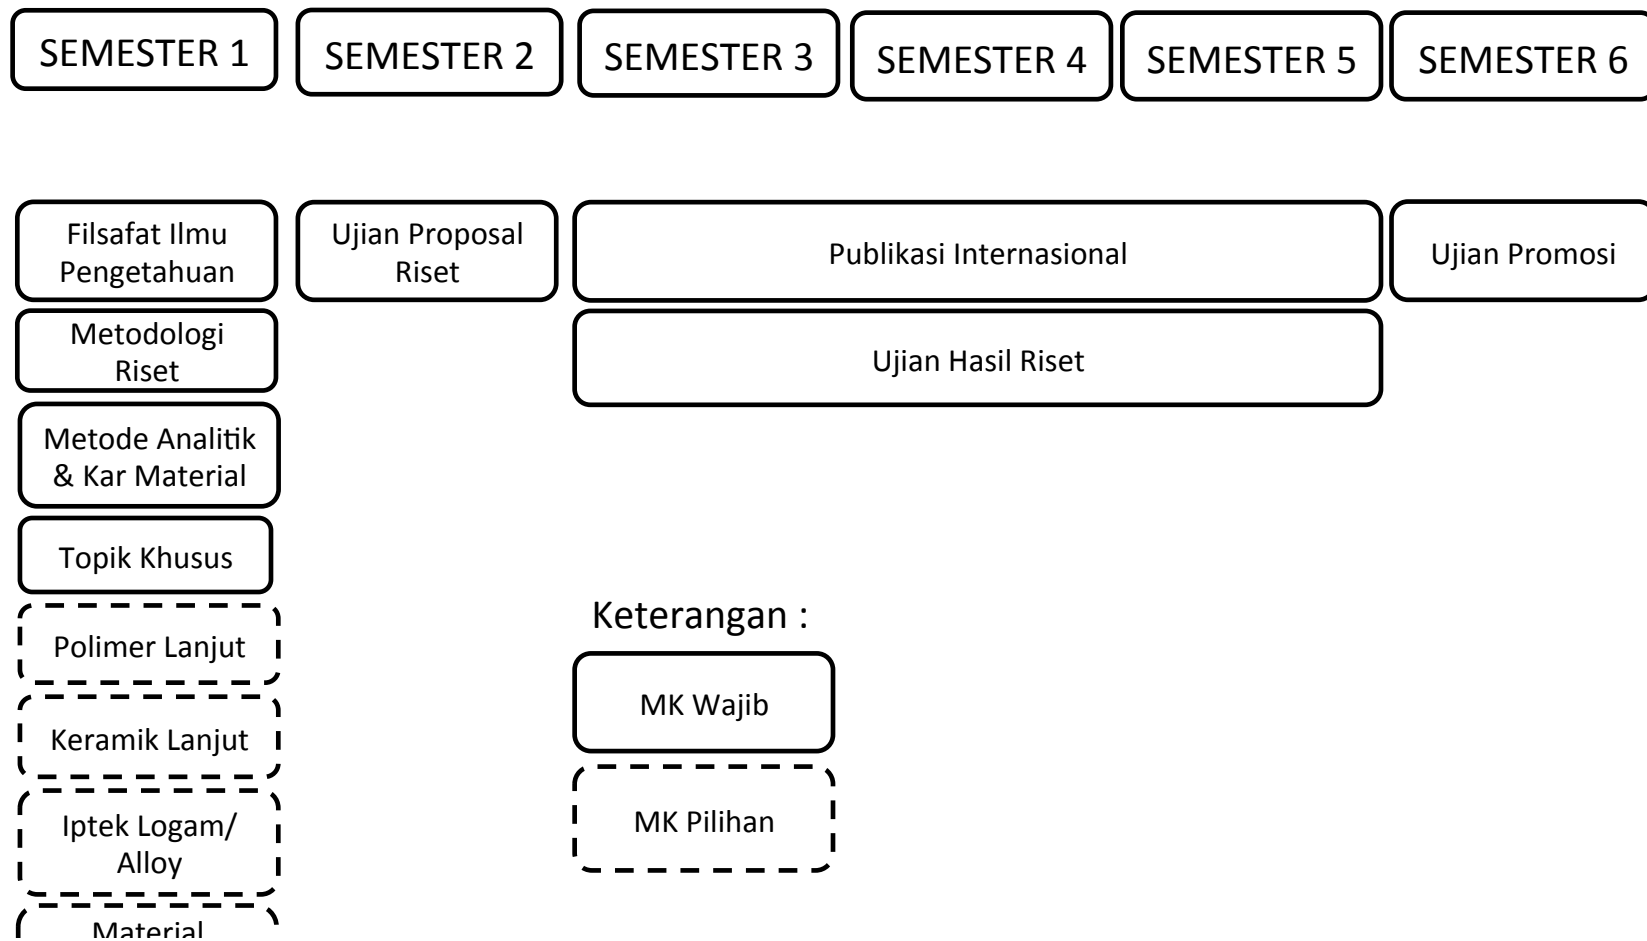 SEMESTER 1
SEMESTER 2
SEMESTER 3
SEMESTER 4
SEMESTER 5
SEMESTER 6
Filsafat Ilmu
Pengetahuan
Ujian Proposal
Riset
Publikasi Internasional
Ujian Promosi
Metodologi
Riset
Ujian Hasil Riset
Metode Analitik
& Kar Material
Topik Khusus
Polimer Lanjut
Keramik Lanjut
Iptek Logam/
Alloy
Material
Keterangan :
MK Wajib
MK Pilihan